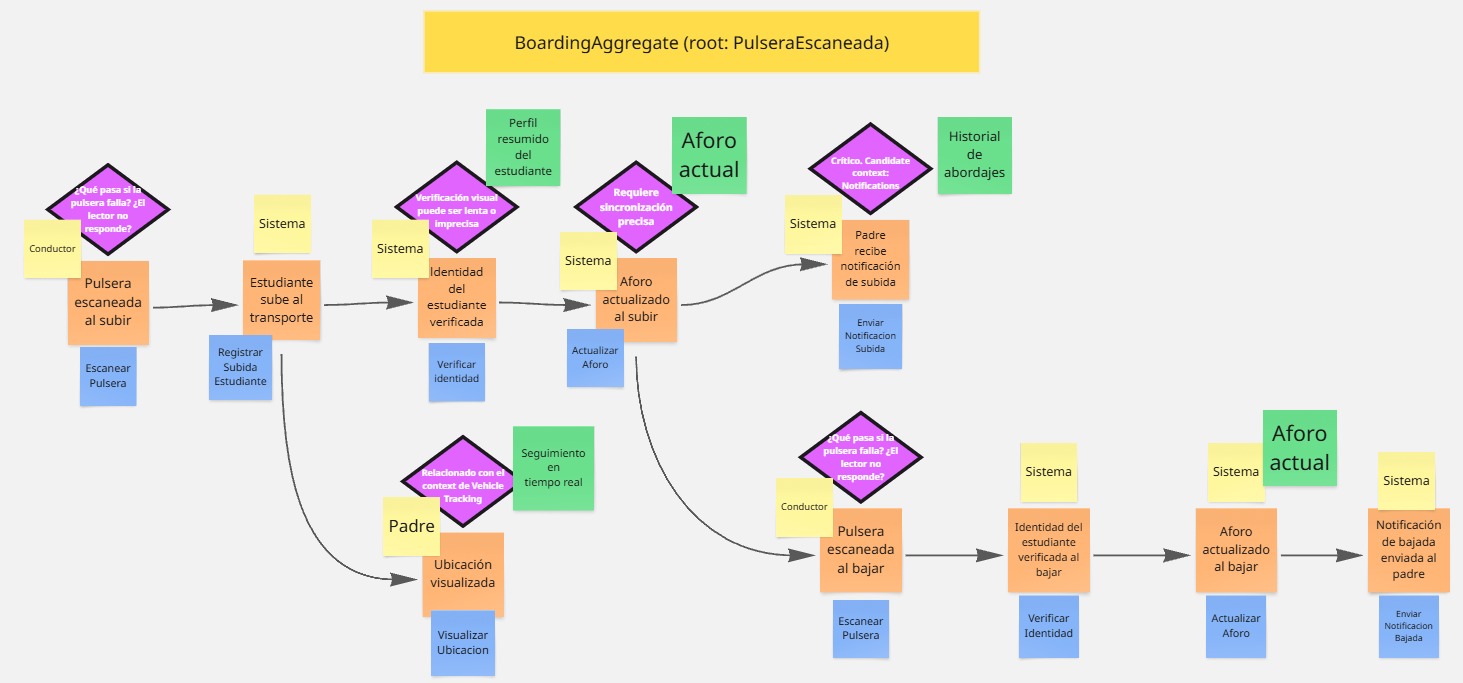 BoardingAggregate (root: PulseraEscaneada)
¿Qué pasa si la
pulsera falla? ¿El
lector no
responde?
Conductor
Pulsera
escaneada
al subir
Escanear
Pulsera
Sistema
Estudiante
sube al
transporte
Registrar
Subida
Estudiante
Perfil
resumido
del
estudiante
Verificación visual
puede ser lenta o
imprecisa
Sistema
Identidad
del
estudiante
verificada
Verificar
identidad
Aforo
actual
Requiere
sincronización
precisa
Sistema
Aforo
actualizado
al subir
Actualizar
Aforo
Crítico. Candidate
context:
Notifications
Historial
de
abordajes
Sistema
Padre
recibe
notificación
de subida
Enviar
Notificacion
Subida
Relacionado con el
context de Vehicle
Tracking
Seguimiento
en
tiempo real
Padre
Ubicación
visualizada
Visualizar
Ubicacion
¿Qué pasa si la
pulsera falla? ¿El
lector no
responde?
Conductor
Pulsera
escaneada
al bajar
Escanear
Pulsera
Sistema
Identidad del
estudiante
verificada al
bajar
Verificar
Identidad
Sistema
Aforo
actual
Aforo
actualizado
al bajar
Actualizar
Aforo
Sistema
Notificación
de bajada
enviada al
padre
Enviar
Notificacion
Bajada